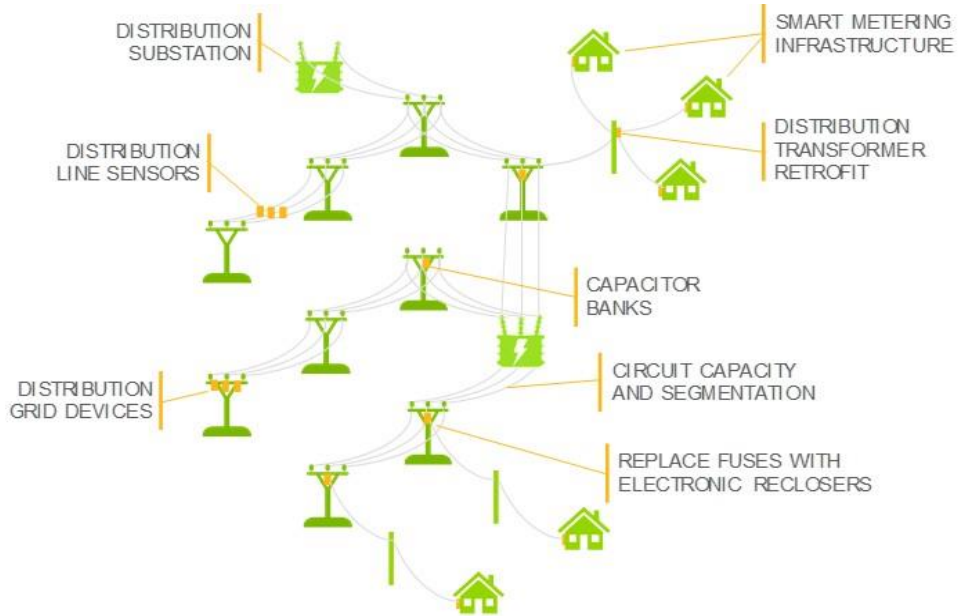 DISTRIBUTION
SUBSTATION
SMART METERING
INFRASTRUCTURE
DISTRIBUTION
LINE SENSORS
DISTRIBUTION
TRANSFORMER
RETROFIT
CAPACITOR
BANKS
DISTRIBUTION
GRID DEVICES
CIRCUIT CAPACITY
AND SEGMENTATION
REPLACE FUSES WITH
ELECTRONIC RECLOSERS